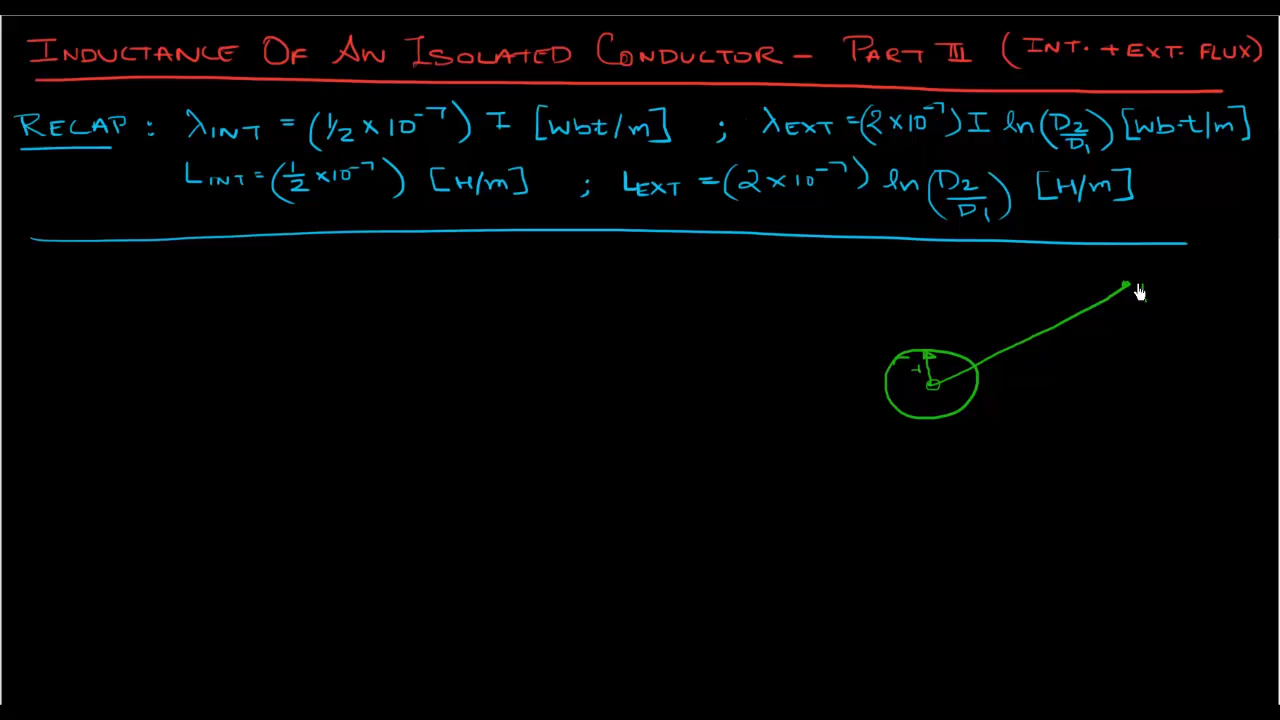 INDUCTANCE OF AN ISOLATED CONDUCTOR - PART III (INT. + EXT. FLUX)
RECAP: λINT = (1/2 × 10^-7) I [wbt/m] ; λEXT = (2 × 10^-7) I ln(D2/D1) [wb-t/m]
LINT = (1/2 × 10^-7) [H/m] ; LEXT = (2 × 10^-7) ln(D2/D1) [H/m]